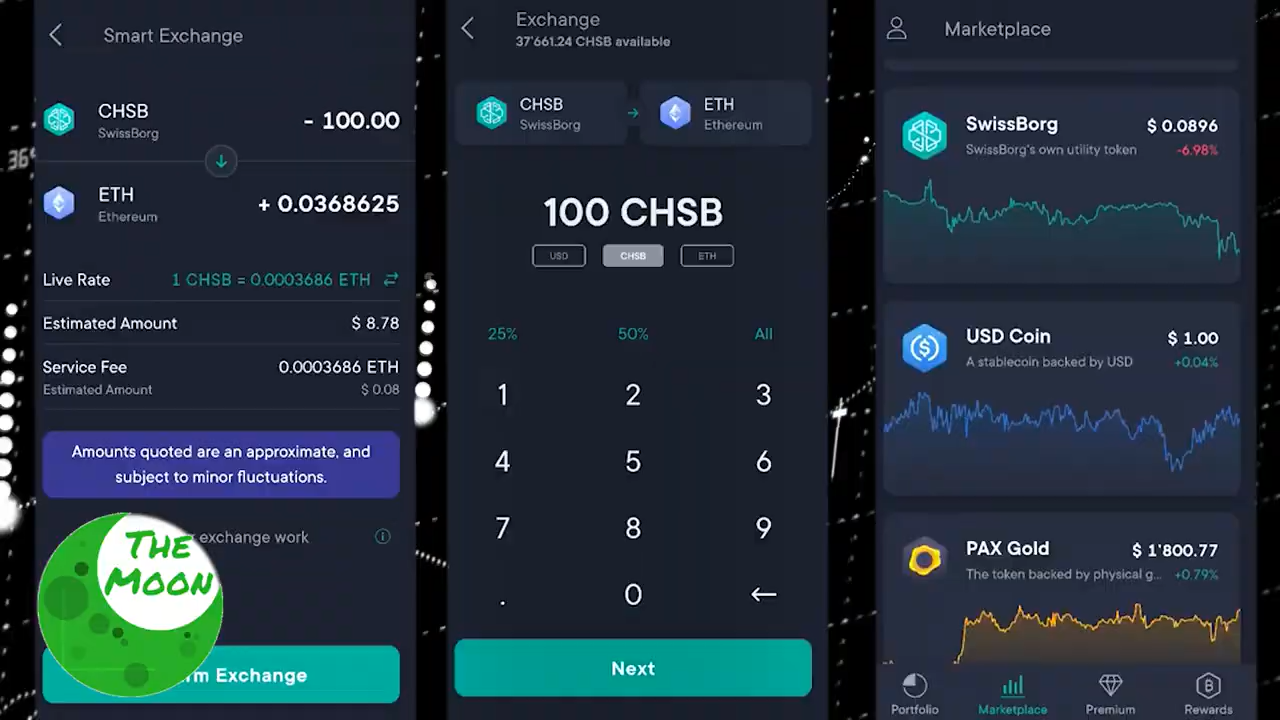 Smart Exchange
CHSB
SwissBorg
- 100.00
ETH
Ethereum
+ 0.0368625
Live Rate
1 CHSB = 0.0003686 ETH
Estimated Amount
$ 8.78
Service Fee
0.0003686 ETH
Estimated Amount
$ 0.08
Amounts quoted are an approximate, and
subject to minor fluctuations.
exchange work
THE
MOON
Exchange
Exchange
37'661.24 CHSB available
CHSB
SwissBorg
ETH
Ethereum
100 CHSB
USD
CHSB
ETH
25%
50%
All
1
2
3
4
5
6
7
8
9
.
0
Next
Marketplace
SwissBorg
$ 0.0896
SwissBorg's own utility token
-6.98%
USD Coin
$ 1.00
A stablecoin backed by USD
+0.04%
PAX Gold
$ 1'800.77
The token backed by physical g...
+0.79%
Portfolio
Marketplace
Premium
Rewards